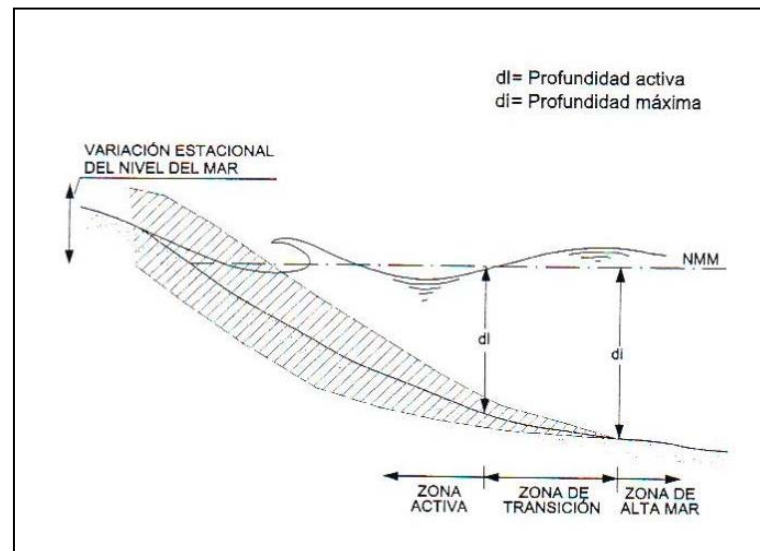 dl= Profundidad activa
di= Profundidad máxima
VARIACIÓN ESTACIONAL
DEL NIVEL DEL MAR
NMM
dl
di
ZONA
ACTIVA
ZONA DE
TRANSICIÓN
ZONA DE
ALTA MAR